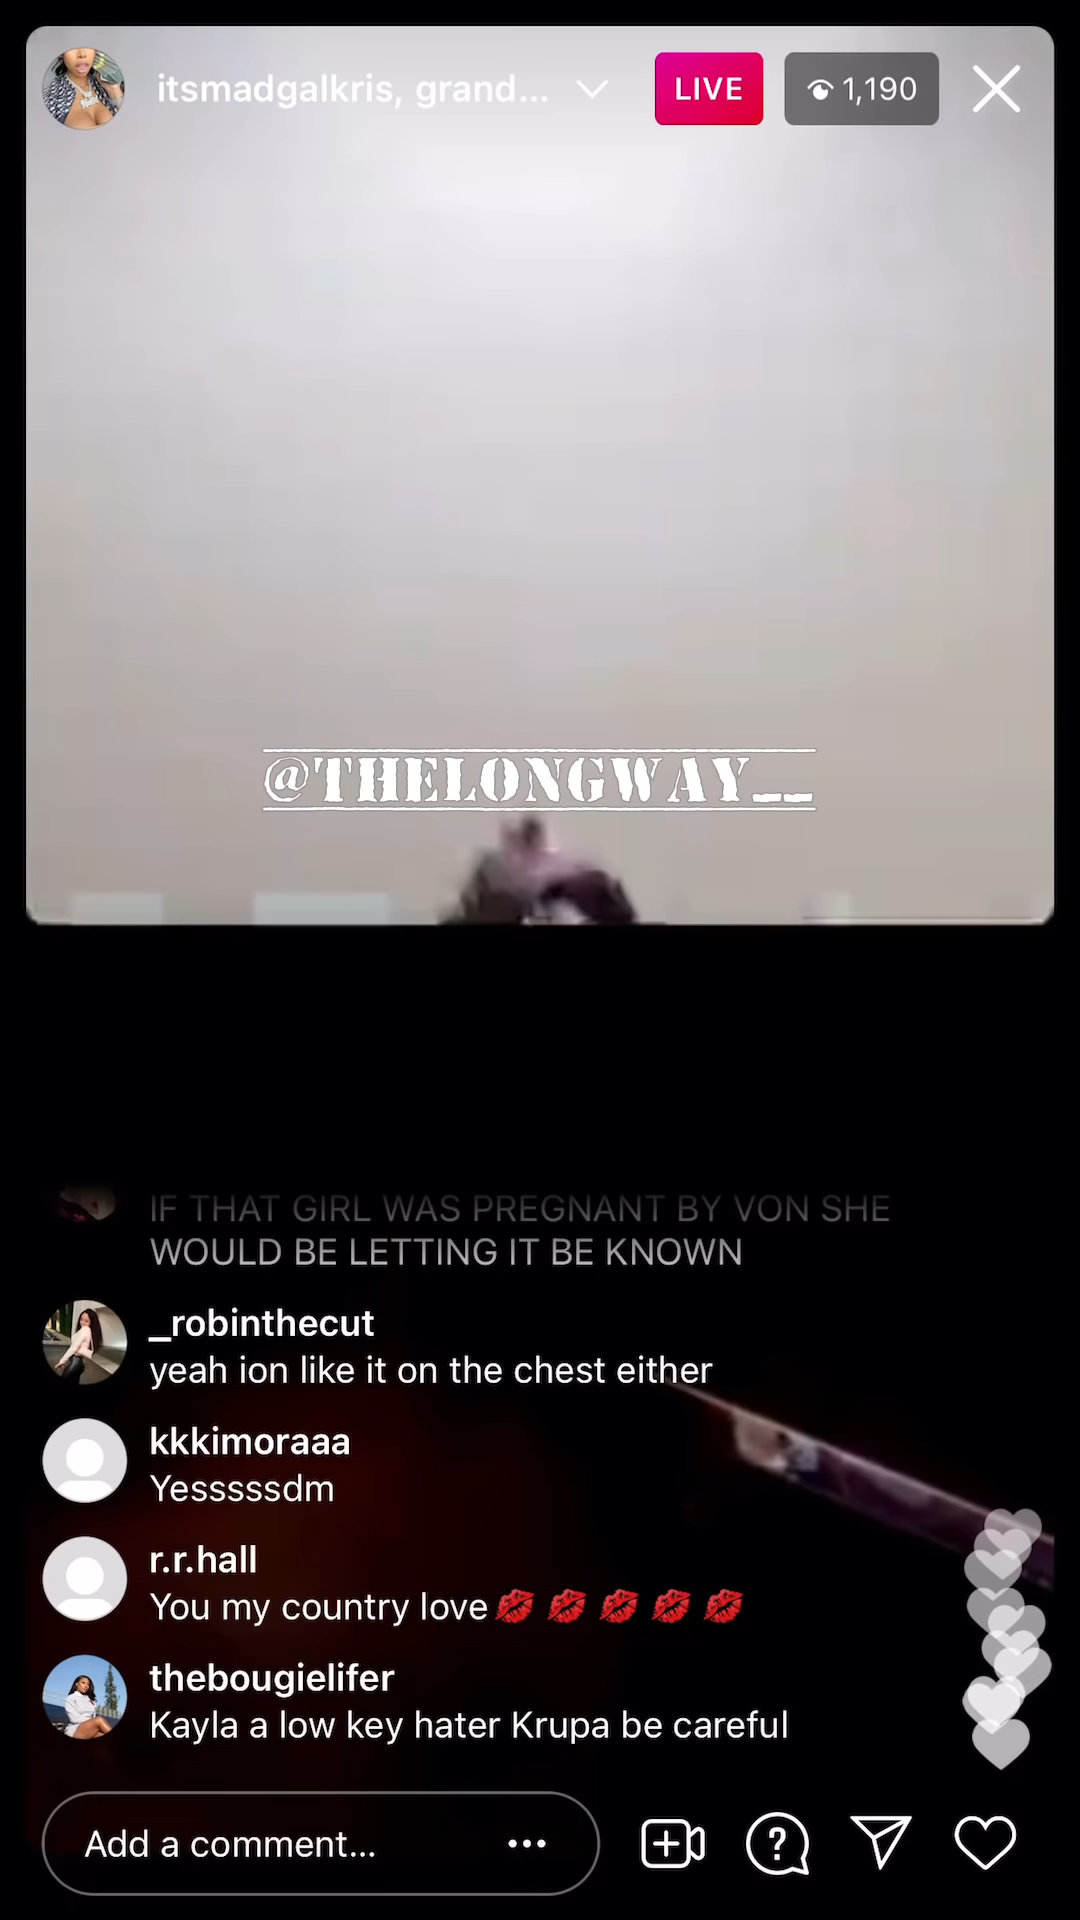 itsmadgalkris, grand...
LIVE
1,190
@THELONGWAY__
IF THAT GIRL WAS PREGNANT BY VON SHE
WOULD BE LETTING IT BE KNOWN
_robinthecut
yeah ion like it on the chest either
kkkimoraaa
Yesssssdm
r.r.hall
You my country love💋💋💋💋💋
thebougielifer
Kayla a low key hater Krupa be careful
Add a comment...